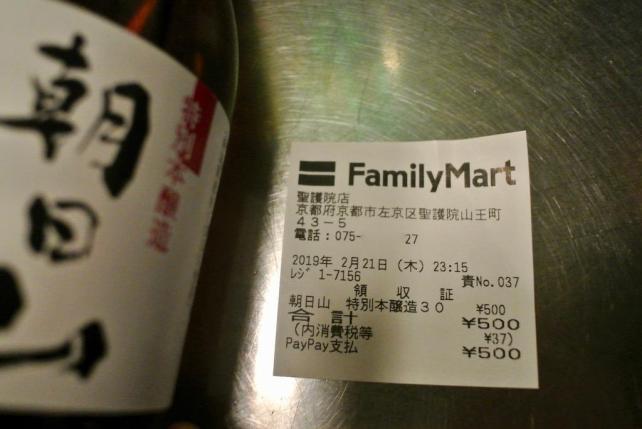 朝日山
特別本醸造
FamilyMart
聖護院店
京都府京都市左京区聖護院山王町
43-5
電話:075- 27
2019年 2月21日(木) 23:15
レジ 1-7156 責No.037
領 収 証
朝日山 特別本醸造30 ¥500
合 計 ¥500
(内消費税等 ¥37)
PayPay支払 ¥500